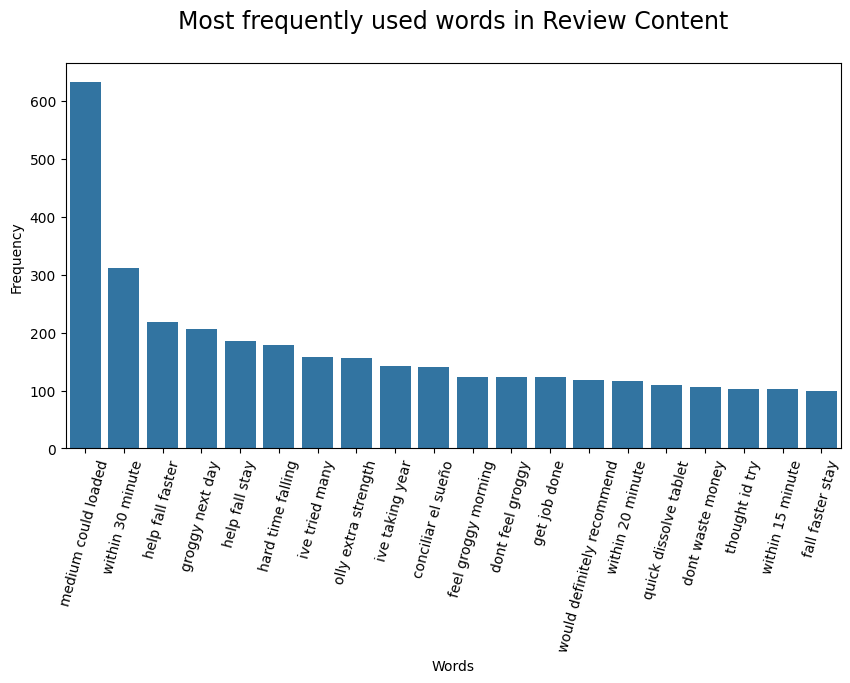 Most frequently used words in Review Content
600
500
400
300
200
100
0
Frequency
medium could loaded
within 30 minute
help fall faster
groggy next day
help fall stay
hard time falling
ive tried many
olly extra strength
ive taking year
conciliar el sueño
feel groggy morning
dont feel groggy
get job done
would definitely recommend
within 20 minute
quick dissolve tablet
dont waste money
thought id try
within 15 minute
fall faster stay
Words